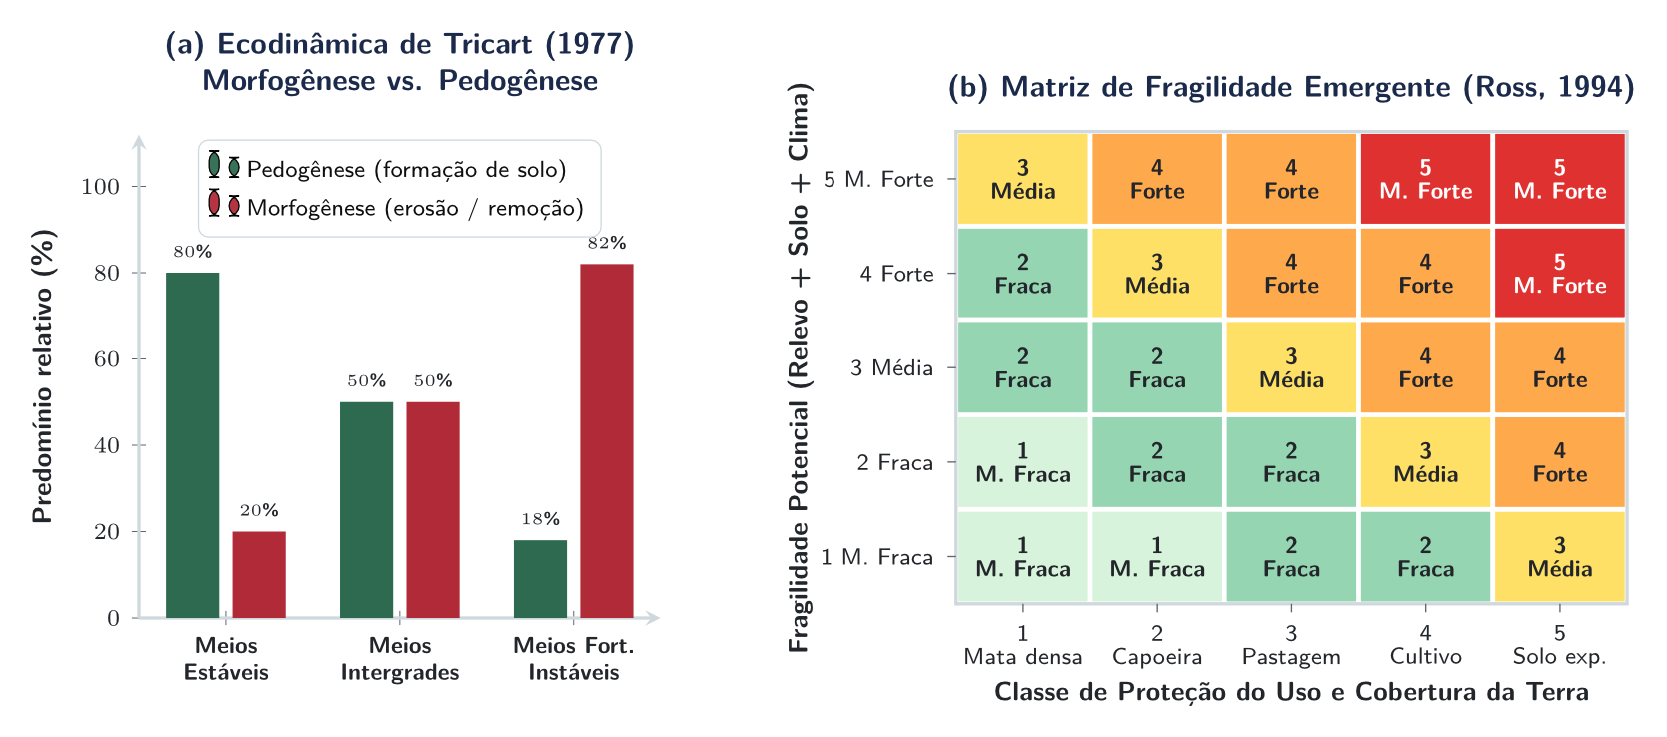 (a) Ecodinâmica de Tricart (1977)
Morfogênese vs. Pedogênese
Predomínio relativo (%)
100
80
60
40
20
0
Pedogênese (formação de solo)
Morfogênese (erosão / remoção)
80%
20%
50%
50%
18%
82%
Meios
Estáveis
Meios
Intergrades
Meios Fort.
Instáveis
(b) Matriz de Fragilidade Emergente (Ross, 1994)
Fragilidade Potencial (Relevo + Solo + Clima)
5 M. Forte
3
Média
4
Forte
4
Forte
5
M. Forte
5
M. Forte
4 Forte
2
Fraca
3
Média
4
Forte
4
Forte
5
M. Forte
3 Média
2
Fraca
2
Fraca
3
Média
4
Forte
4
Forte
2 Fraca
1
M. Fraca
2
Fraca
2
Fraca
3
Média
4
Forte
1 M. Fraca
1
M. Fraca
1
M. Fraca
2
Fraca
2
Fraca
3
Média
1
Mata densa
2
Capoeira
3
Pastagem
4
Cultivo
5
Solo exp.
Classe de Proteção do Uso e Cobertura da Terra